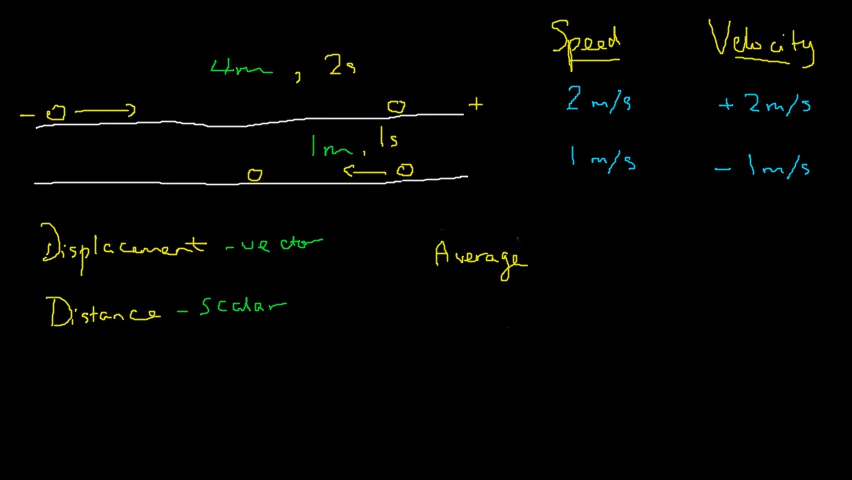 Speed Velocity
4m , 2s
- + 2 m/s + 2 m/s
1m , 1s
1 m/s - 1 m/s
Displacement - vector
Average
Distance - scalar